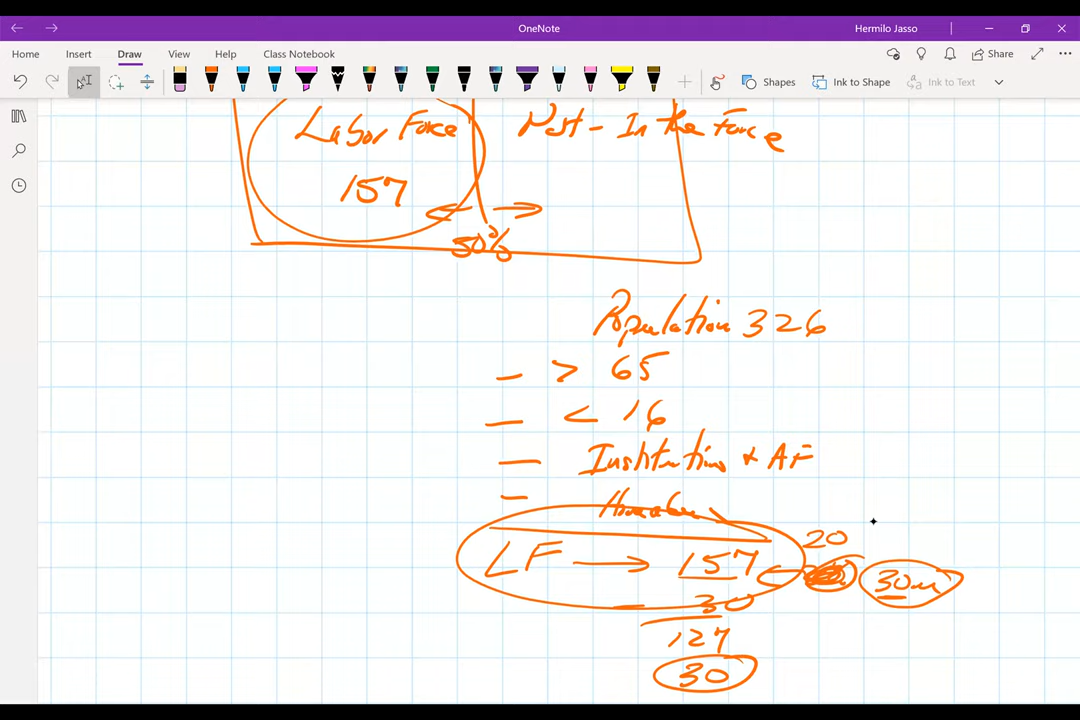 OneNote
Hermilo Jasso
Home Insert Draw View Help Class Notebook
Share
Shapes
Ink to Shape
Ink to Text
Labor Force
Not - In the Force
157
50%
Population 326
- > 65
- < 16
- Institutions + AF
-
20
LF → 157
30m
- 30
127
30